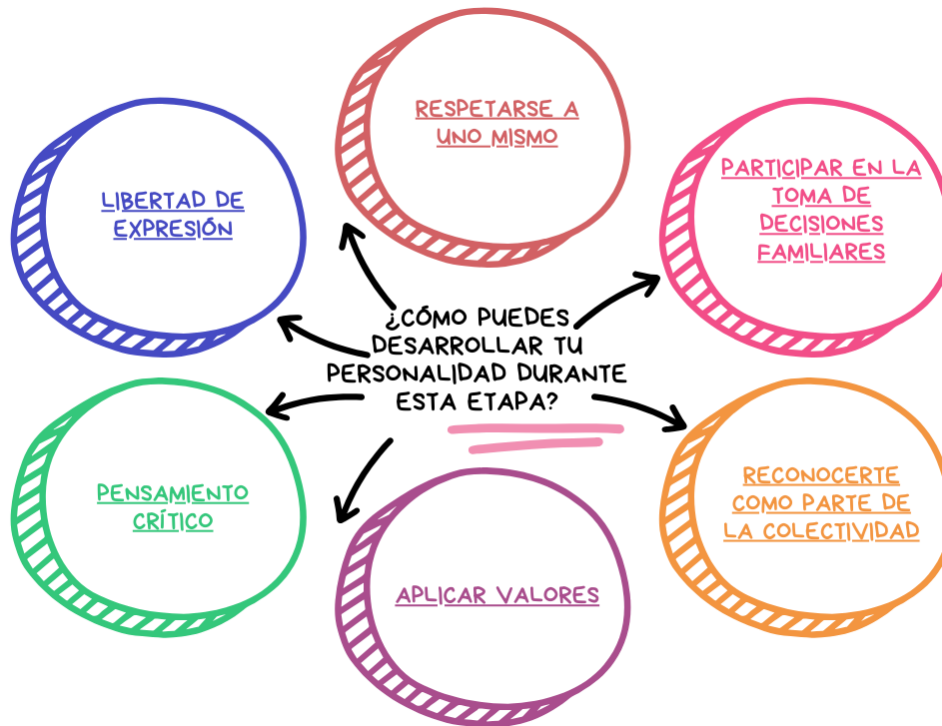 RESPETARSE A
UNO MISMO
LIBERTAD DE
EXPRESIÓN
PARTICIPAR EN LA
TOMA DE
DECISIONES
FAMILIARES
¿CÓMO PUEDES
DESARROLLAR TU
PERSONALIDAD DURANTE
ESTA ETAPA?
PENSAMIENTO
CRÍTICO
RECONOCERTE
COMO PARTE DE
LA COLECTIVIDAD
APLICAR VALORES